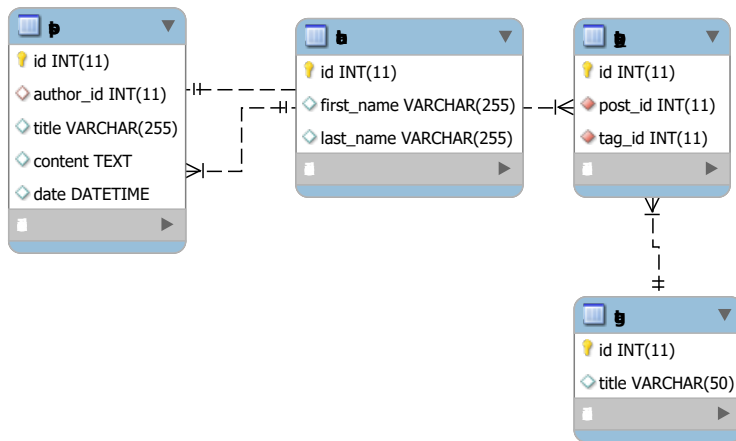 id INT(11)
author_id INT(11)
title VARCHAR(255)
content TEXT
date DATETIME
id INT(11)
first_name VARCHAR(255)
last_name VARCHAR(255)
id INT(11)
post_id INT(11)
tag_id INT(11)
id INT(11)
title VARCHAR(50)